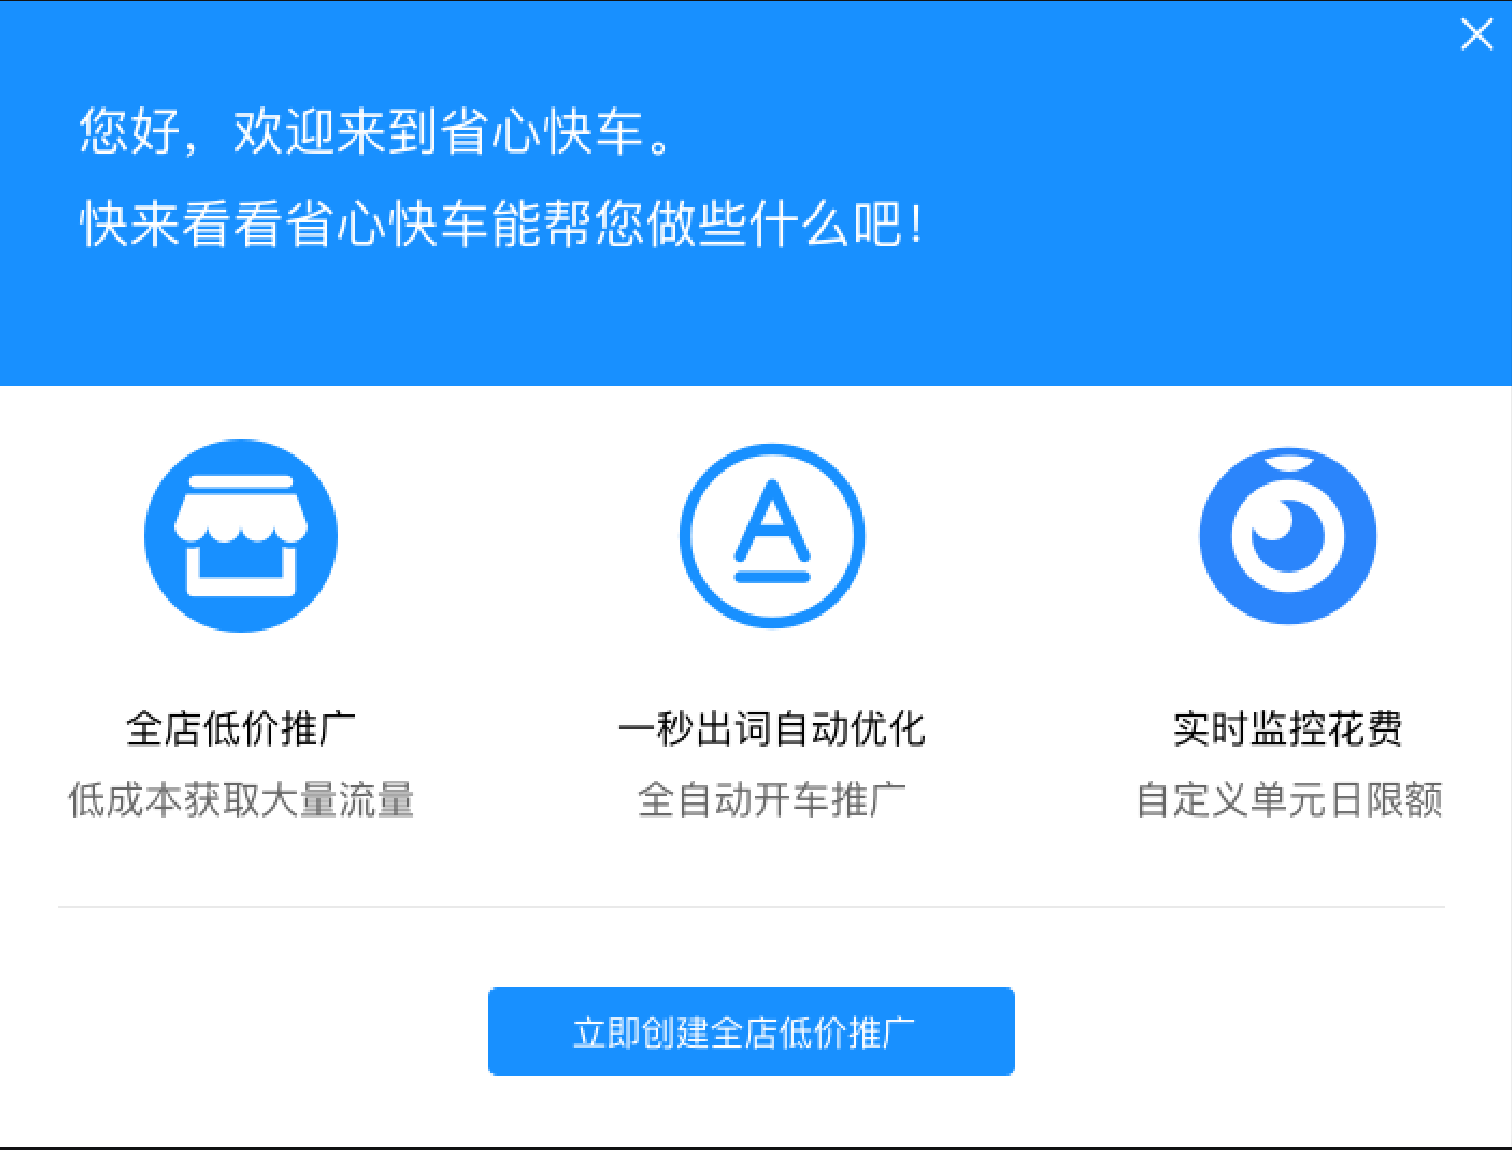 您好，欢迎来到省心快车。
快来看看省心快车能帮您做些什么吧！
全店低价推广
低成本获取大量流量
一秒出词自动优化
全自动开车推广
实时监控花费
自定义单元日限额
立即创建全店低价推广